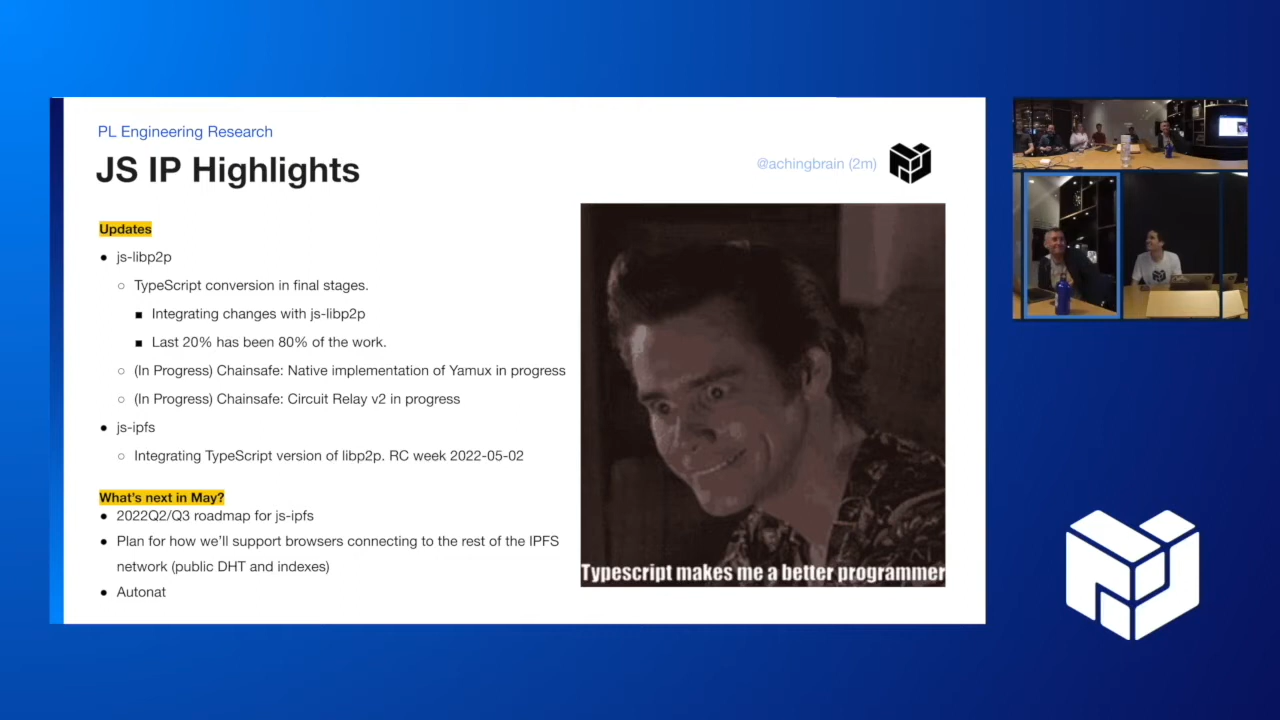 PL Engineering Research
JS IP Highlights
@achingbrain (2m)
Updates
● js-libp2p
○ TypeScript conversion in final stages.
■ Integrating changes with js-libp2p
■ Last 20% has been 80% of the work.
○ (In Progress) Chainsafe: Native implementation of Yamux in progress
○ (In Progress) Chainsafe: Circuit Relay v2 in progress
● js-ipfs
○ Integrating TypeScript version of libp2p. RC week 2022-05-02
What's next in May?
● 2022Q2/Q3 roadmap for js-ipfs
● Plan for how we'll support browsers connecting to the rest of the IPFS
network (public DHT and indexes)
● Autonat
Typescript makes me a better programmer